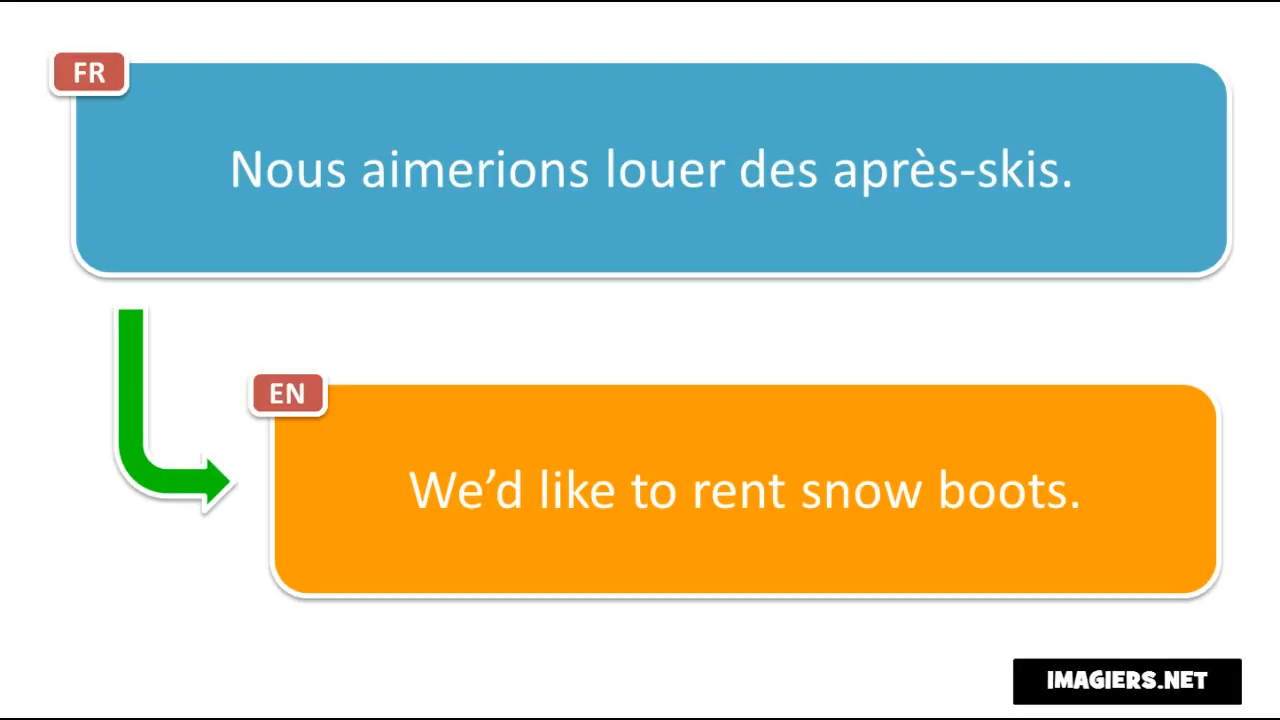 FR
Nous aimerions louer des après-skis.
EN
We’d like to rent snow boots.
IMAGIERS.NET